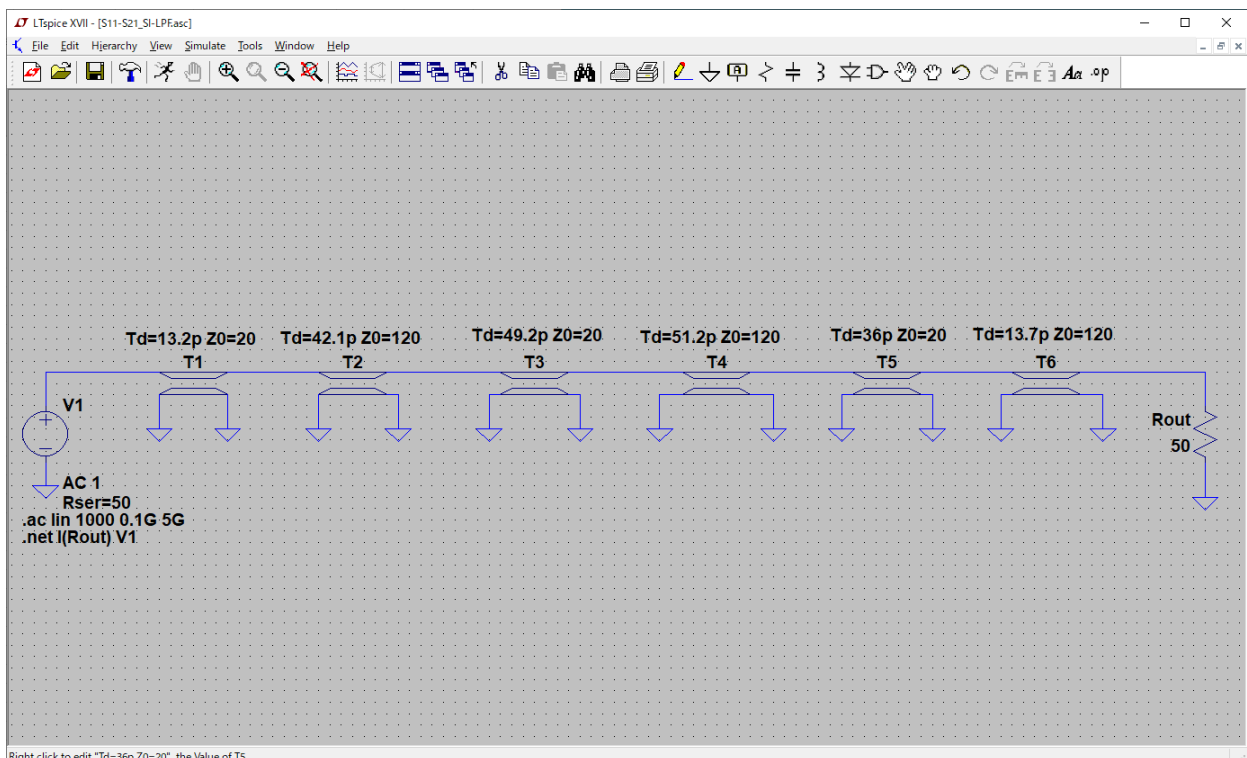 LTspice XVII - [S11-S21_SI-LPF.asc]
File Edit Hierarchy View Simulate Tools Window Help
Td=13.2p Z0=20 Td=42.1p Z0=120 Td=49.2p Z0=20 Td=51.2p Z0=120 Td=36p Z0=20 Td=13.7p Z0=120
T1 T2 T3 T4 T5 T6
V1
Rout
50
AC 1
Rser=50
.ac lin 1000 0.1G 5G
.net I(Rout) V1
Right click to edit "Td=36p Z0=20", the Value of T5